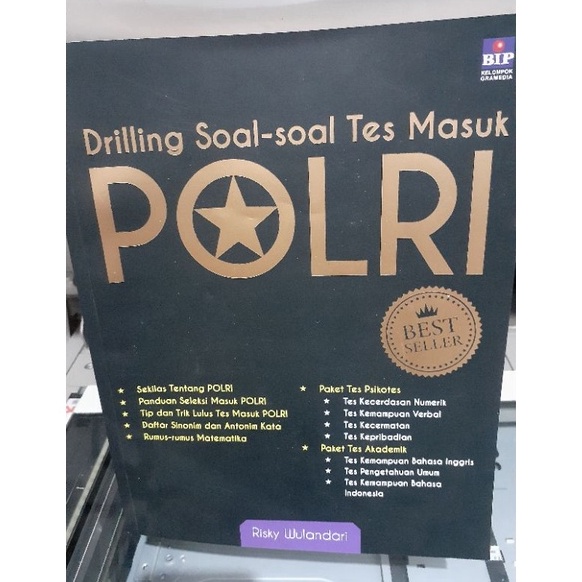 BIP
KELOMPOK
GRAMEDIA
Drilling Soal-soal Tes Masuk
POLRI
BEST
SELLER
Sekilas Tentang POLRI
Panduan Seleksi Masuk POLRI
Tip dan Trik Lulus Tes Masuk POLRI
Daftar Sinonim dan Antonim Kata
Rumus-rumus Matematika
Paket Tes Psikotes
Tes Kecerdasan Numerik
Tes Kemampuan Verbal
Tes Kecermatan
Tes Kepribadian
Paket Tes Akademik
Tes Kemampuan Bahasa Inggris
Tes Pengetahuan Umum
Tes Kemampuan Bahasa
Indonesia
Risky Wulandari